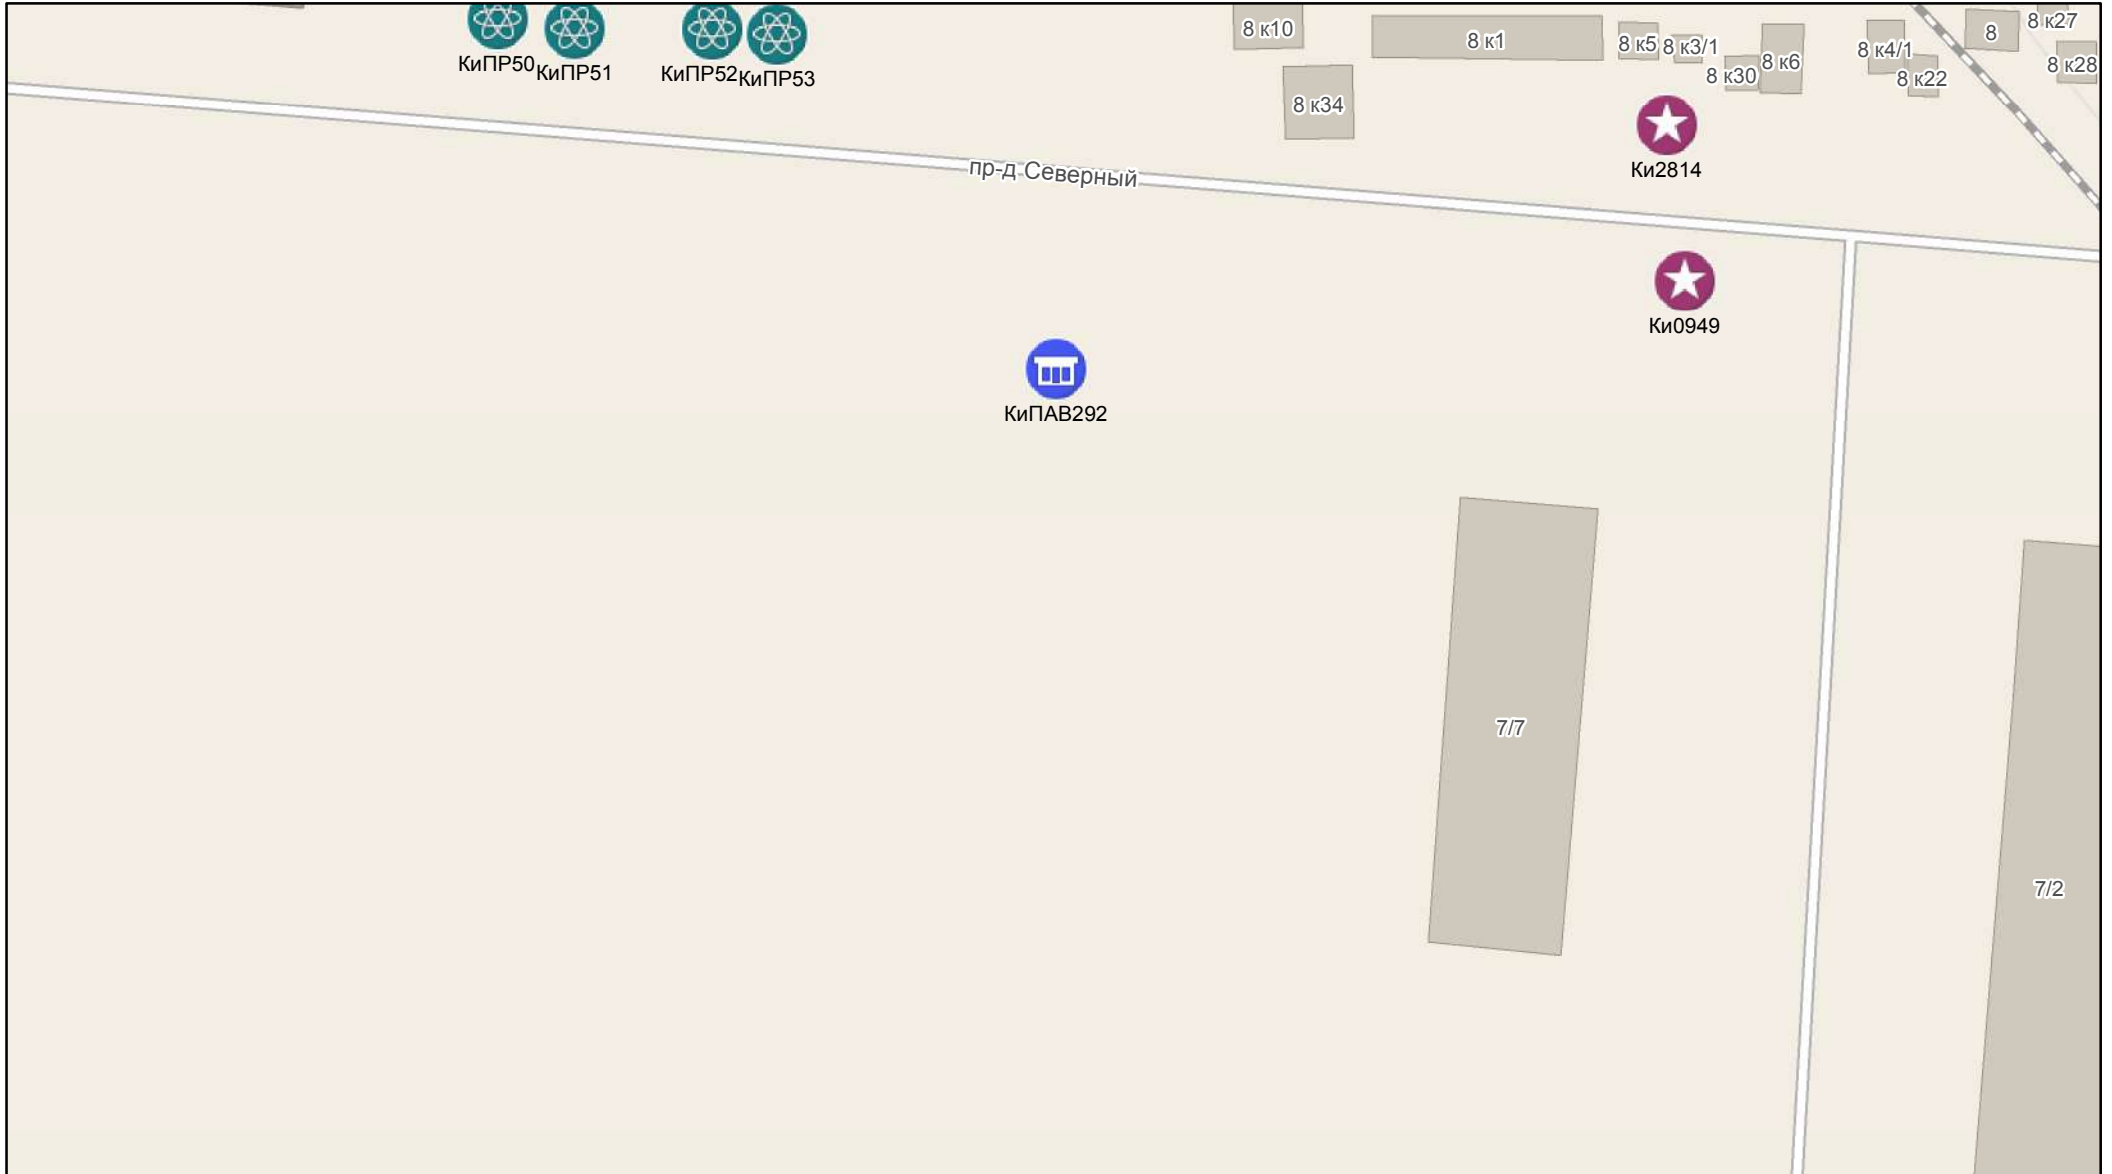 КиПР50
КиПР51
КиПР52
КиПР53
8 к10
8 к1
8 к5
8 к3/1
8 к30
8 к6
8 к4/1
8 к22
8
8 к27
8 к28
8 к34
Ки2814
пр-д Северный
Ки0949
КиПАВ292
7/7
7/2